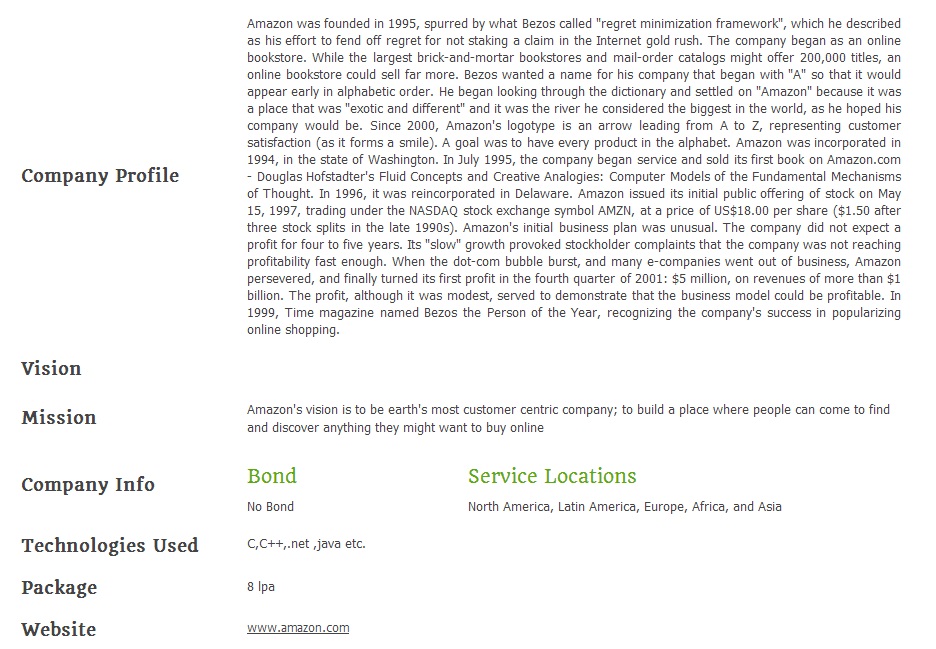 Amazon was founded in 1995, spurred by what Bezos called "regret minimization framework", which he described
as his effort to fend off regret for not staking a claim in the Internet gold rush. The company began as an online
bookstore. While the largest brick-and-mortar bookstores and mail-order catalogs might offer 200,000 titles, an
online bookstore could sell far more. Bezos wanted a name for his company that began with "A" so that it would
appear early in alphabetic order. He began looking through the dictionary and settled on "Amazon" because it was
a place that was "exotic and different" and it was the river he considered the biggest in the world, as he hoped his
company would be. Since 2000, Amazon's logotype is an arrow leading from A to Z, representing customer
satisfaction (as it forms a smile). A goal was to have every product in the alphabet. Amazon was incorporated in
1994, in the state of Washington. In July 1995, the company began service and sold its first book on Amazon.com
Company Profile
- Douglas Hofstadter's Fluid Concepts and Creative Analogies: Computer Models of the Fundamental Mechanisms
of Thought. In 1996, it was reincorporated in Delaware. Amazon issued its initial public offering of stock on May
15, 1997, trading under the NASDAQ stock exchange symbol AMZN, at a price of US$18.00 per share ($1.50 after
three stock splits in the late 1990s). Amazon's initial business plan was unusual. The company did not expect a
profit for four to five years. Its "slow" growth provoked stockholder complaints that the company was not reaching
profitability fast enough. When the dot-com bubble burst, and many e-companies went out of business, Amazon
persevered, and finally turned its first profit in the fourth quarter of 2001: $5 million, on revenues of more than $1
billion. The profit, although it was modest, served to demonstrate that the business model could be profitable. In
1999, Time magazine named Bezos the Person of the Year, recognizing the company's success in popularizing
online shopping.
Vision
Mission
Amazon's vision is to be earth's most customer centric company; to build a place where people can come to find
and discover anything they might want to buy online
Company Info
Bond
Service Locations
No Bond
North America, Latin America, Europe, Africa, and Asia
Technologies Used
C,C++,.net ,java etc.
Package
8 lpa
Website
www.amazon.com